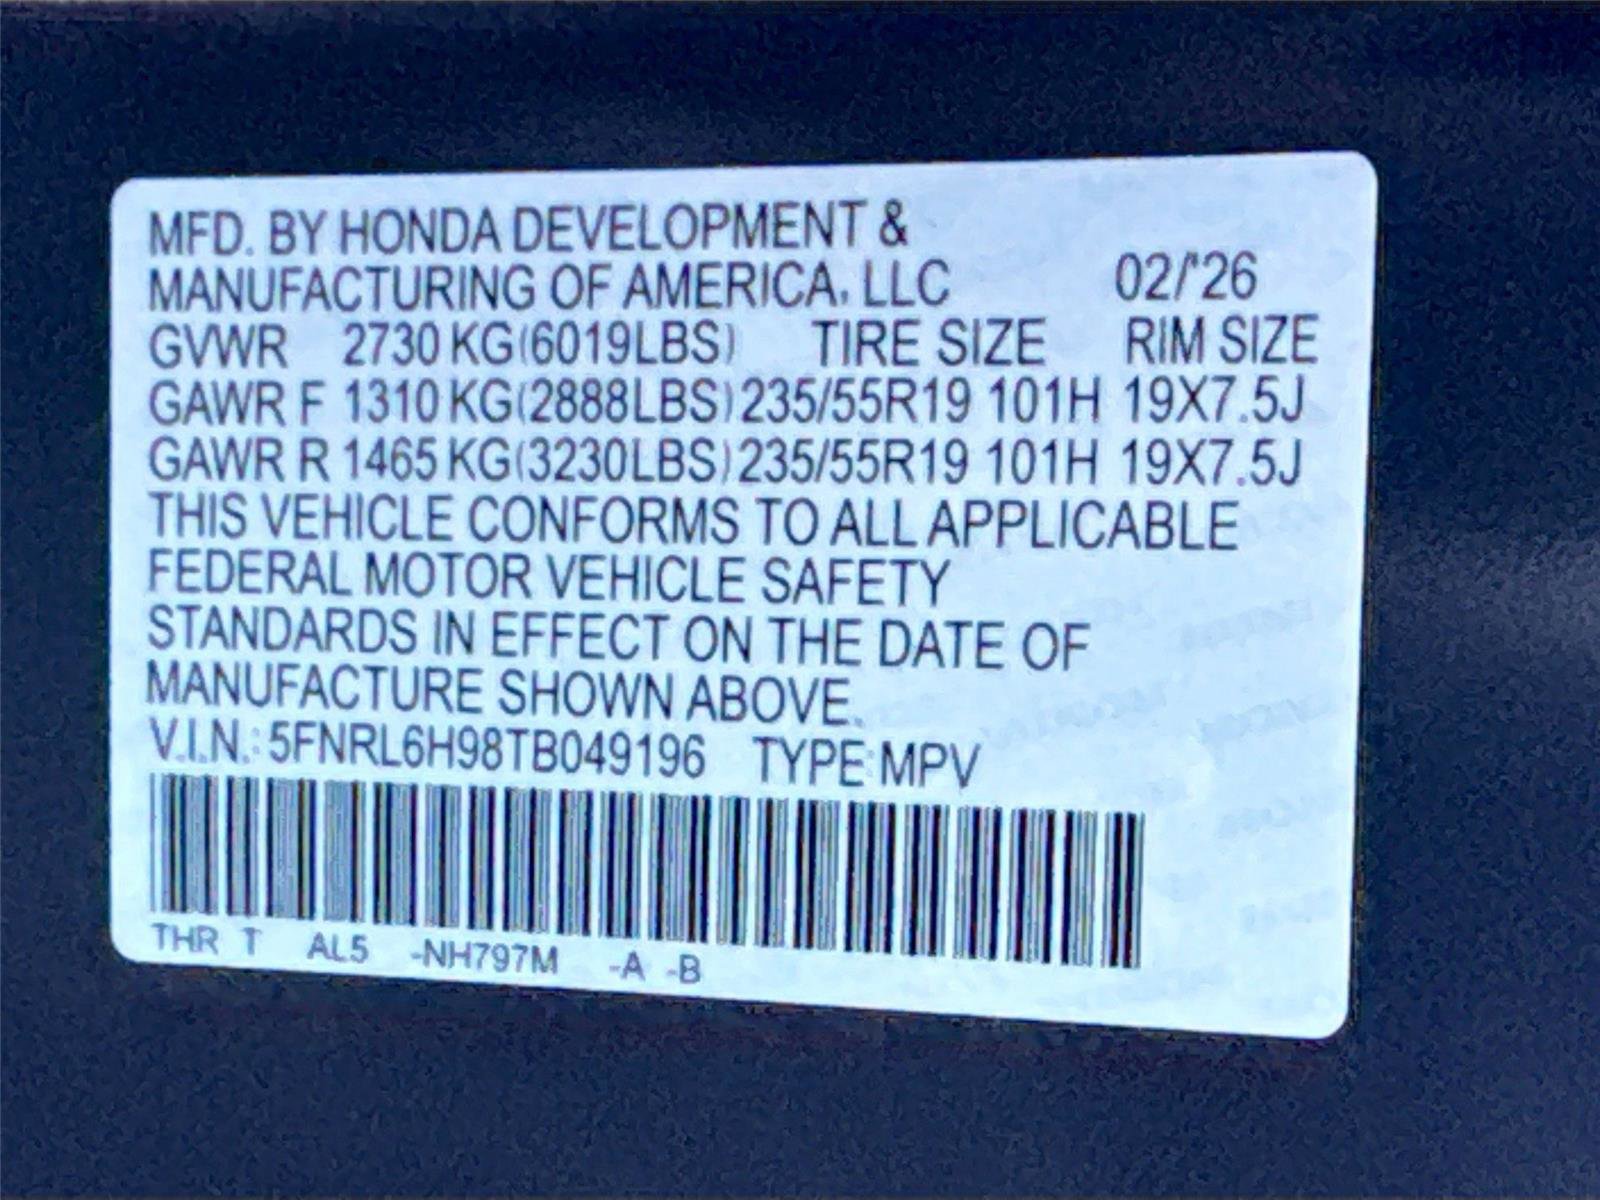 MFD. BY HONDA DEVELOPMENT &
MANUFACTURING OF AMERICA, LLC 02/'26
GVWR 2730 KG(6019LBS) TIRE SIZE RIM SIZE
GAWR F 1310 KG(2888LBS) 235/55R19 101H 19X7.5J
GAWR R 1465 KG(3230LBS) 235/55R19 101H 19X7.5J
THIS VEHICLE CONFORMS TO ALL APPLICABLE
FEDERAL MOTOR VEHICLE SAFETY
STANDARDS IN EFFECT ON THE DATE OF
MANUFACTURE SHOWN ABOVE.
V.I.N.: 5FNRL6H98TB049196 TYPE:MPV
THR T AL5 -NH797M -A -B